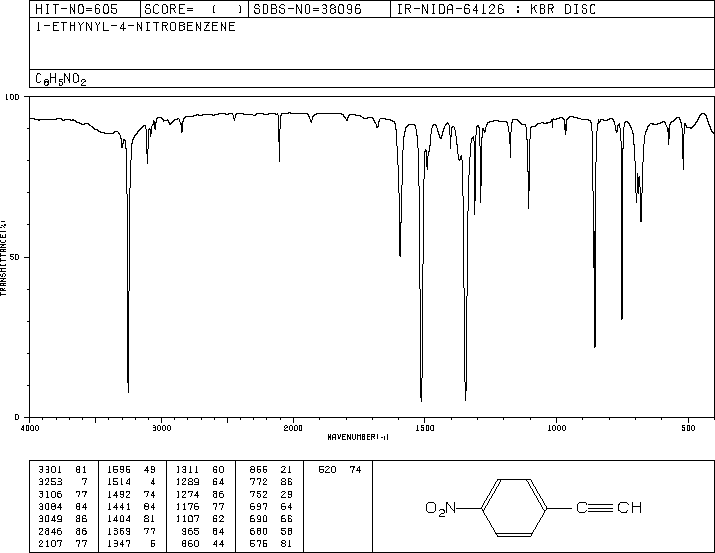 HIT-NO=605 SCORE= ( ) SDBS-NO=38096 IR-NIDA-64126 : KBR DISC
1-ETHYNYL-4-NITROBENZENE
C8H5NO2
100
50
0
TRANSMITTANCE(%)
4000 3000 2000 1500 1000 500
WAVENUMBER(-1)
3301 81 1596 49 1311 60 866 21 520 74
3253 7 1514 4 1289 64 772 86
3106 77 1492 74 1274 86 752 29
3084 84 1441 84 1176 77 697 64
3049 86 1404 81 1107 62 690 66
2846 86 1369 77 965 84 680 58
2107 77 1347 5 860 44 576 81
O2N C CH